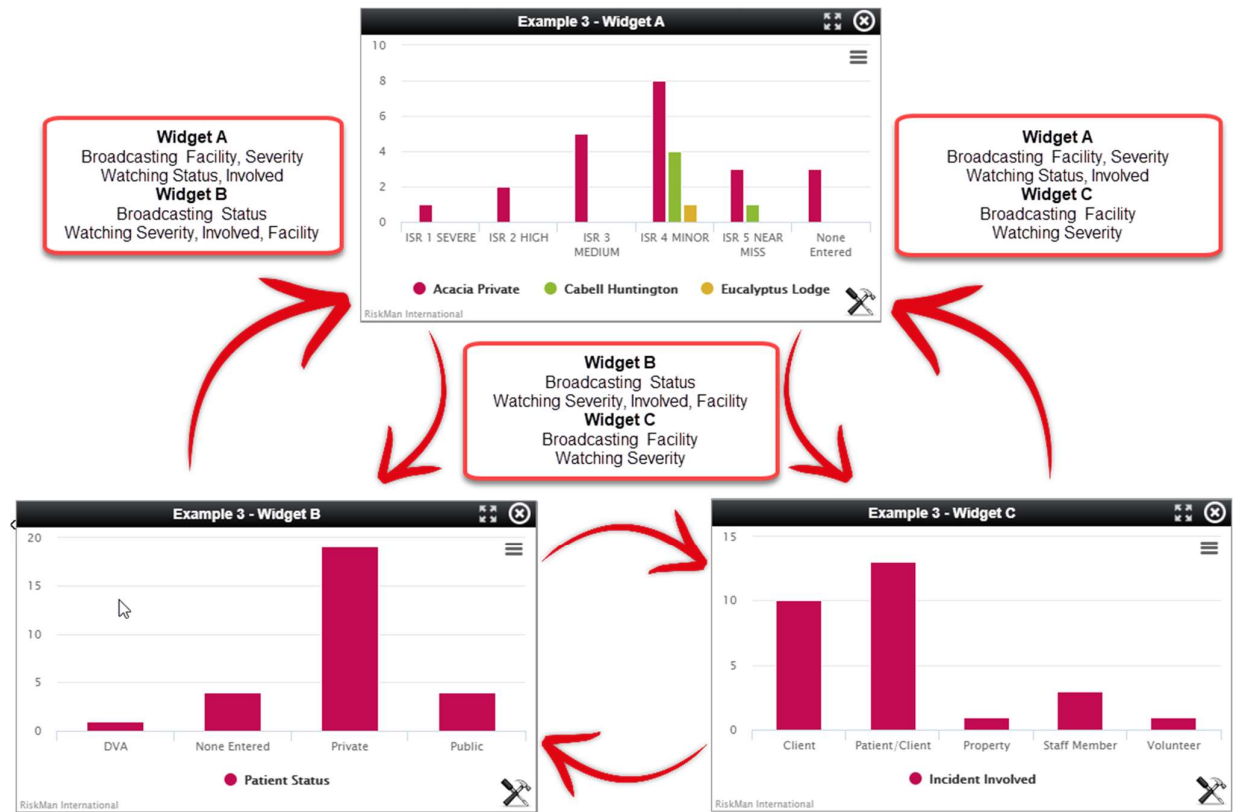 Example 3 - Widget A
10
8
6
4
2
0
ISR 1 SEVERE
ISR 2 HIGH
ISR 3
MEDIUM
ISR 4 MINOR
ISR 5 NEAR
MISS
None
Entered
Acacia Private
Cabell Huntington
Eucalyptus Lodge
RiskMan International
Widget A
Broadcasting Facility, Severity
Watching Status, Involved
Widget B
Broadcasting Status
Watching Severity, Involved, Facility
Widget A
Broadcasting Facility, Severity
Watching Status, Involved
Widget C
Broadcasting Facility
Watching Severity
Widget B
Broadcasting Status
Watching Severity, Involved, Facility
Widget C
Broadcasting Facility
Watching Severity
Example 3 - Widget B
20
15
10
5
0
DVA
None Entered
Private
Public
Patient Status
RiskMan International
Example 3 - Widget C
15
10
5
0
Client
Patient/Client
Property
Staff Member
Volunteer
Incident Involved
RiskMan International